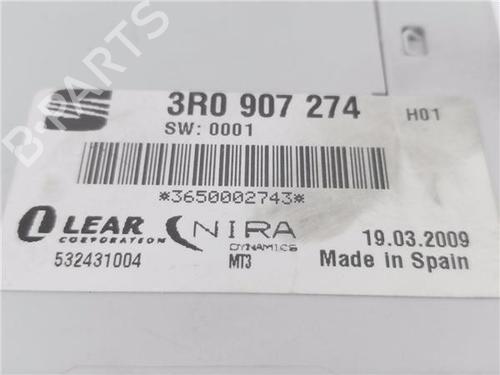 B-PARTS
3R0 907 274 H01
SW: 0001
*3650002743*
LEAR
CORPORATION
NIRA
DYNAMICS
19.03.2009
532431004 MT3 Made in Spain